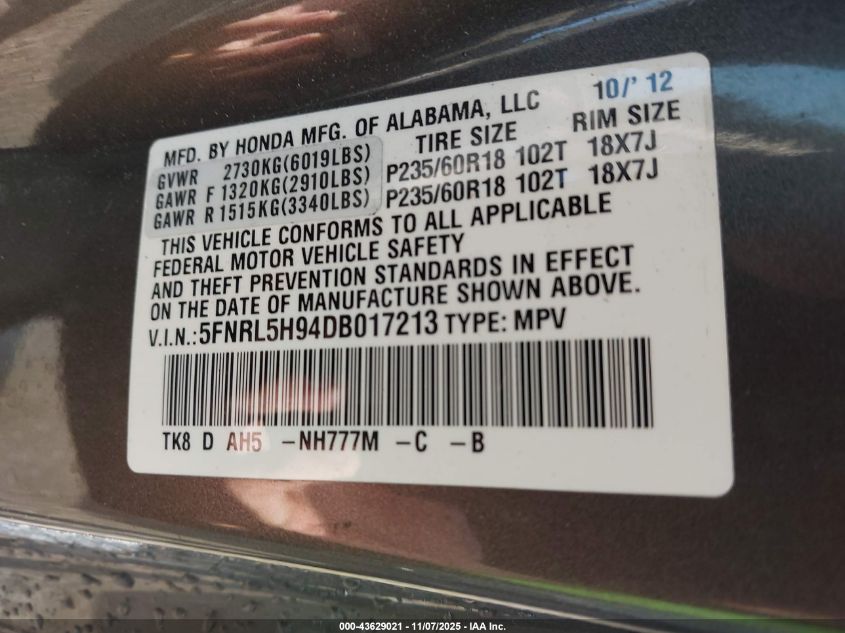 MFD. BY HONDA MFG. OF ALABAMA, LLC 10/' 12
GVWR 2730KG(6019LBS) TIRE SIZE RIM SIZE
GAWR F 1320KG(2910LBS) P235/60R18 102T 18X7J
GAWR R 1515KG(3340LBS) P235/60R18 102T 18X7J
THIS VEHICLE CONFORMS TO ALL APPLICABLE
FEDERAL MOTOR VEHICLE SAFETY
AND THEFT PREVENTION STANDARDS IN EFFECT
ON THE DATE OF MANUFACTURE SHOWN ABOVE.
V.I.N.:5FNRL5H94DB017213 TYPE: MPV
TK8 D AH5 -NH777M -C -B
000-43629021 - 11/07/2025 - IAA Inc.